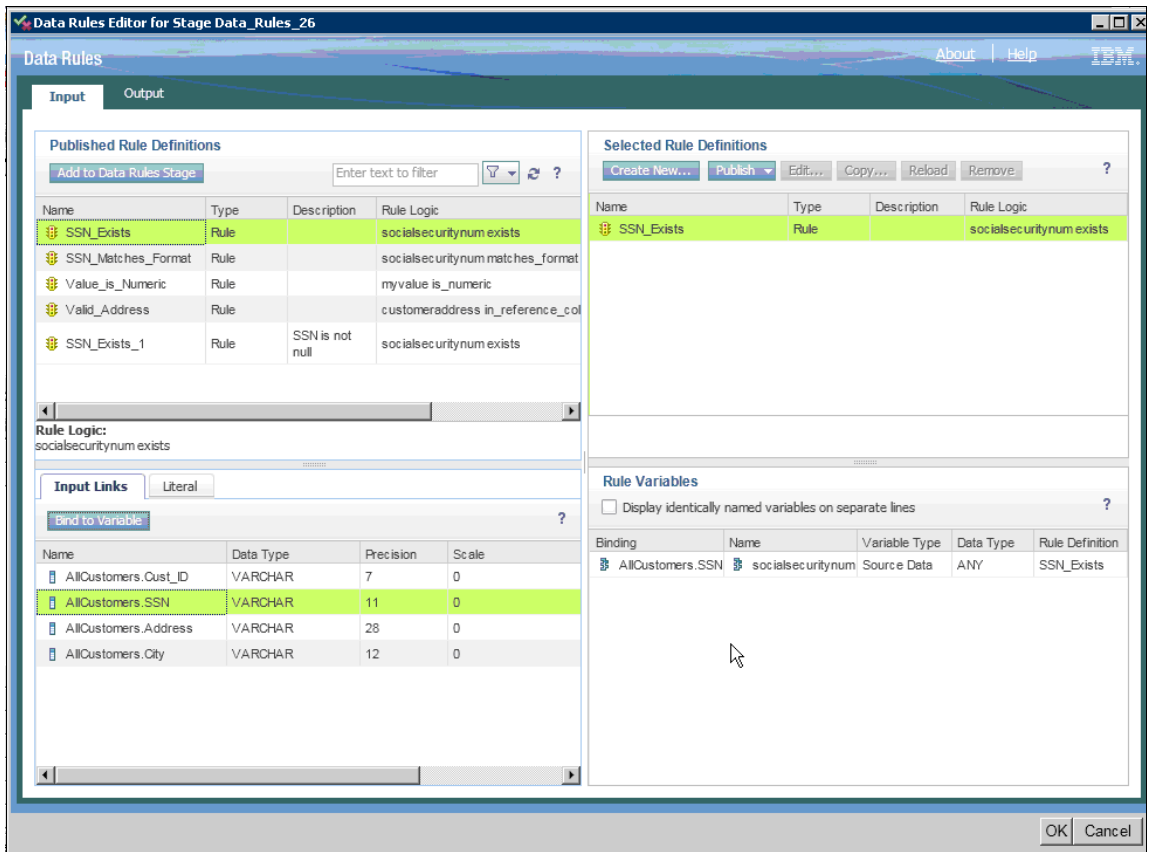 Data Rules Editor for Stage Data_Rules_26
Data Rules
About | Help
IBM.
Input Output
Published Rule Definitions
Add to Data Rules Stage Enter text to filter ?
Name Type Description Rule Logic
SSN_Exists Rule socialsecuritynum exists
SSN_Matches_Format Rule socialsecuritynum matches_format
Value_is_Numeric Rule myvalue is_numeric
Valid_Address Rule customeraddress in_reference_col
SSN_Exists_1 Rule SSN is not null socialsecuritynum exists
Rule Logic:
socialsecuritynum exists
Selected Rule Definitions
Create New... Publish Edit... Copy... Reload Remove ?
Name Type Description Rule Logic
SSN_Exists Rule socialsecuritynum exists
Input Links Literal
Bind to Variable ?
Name Data Type Precision Scale
AllCustomers.Cust_ID VARCHAR 7 0
AllCustomers.SSN VARCHAR 11 0
AllCustomers.Address VARCHAR 28 0
AllCustomers.City VARCHAR 12 0
Rule Variables
Display identically named variables on separate lines ?
Binding Name Variable Type Data Type Rule Definition
AllCustomers.SSN socialsecuritynum Source Data ANY SSN_Exists
OK Cancel